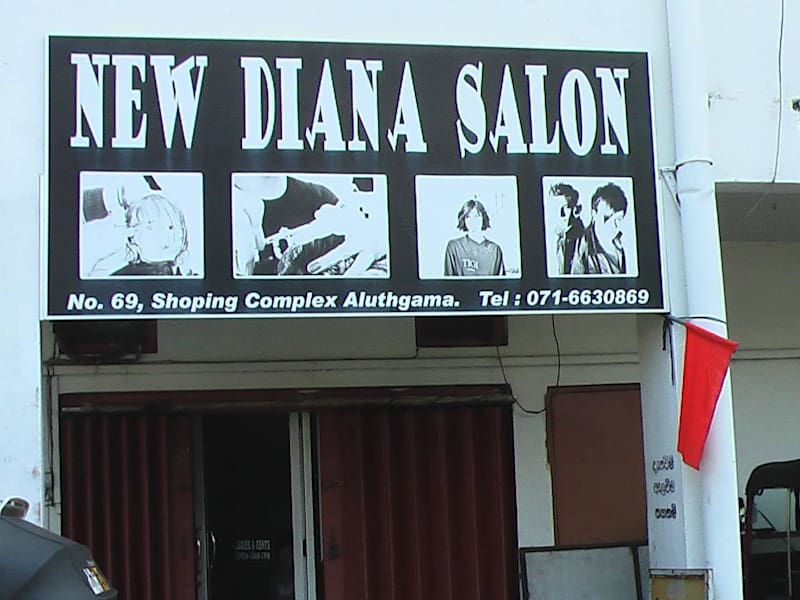 NEW DIANA SALON
No. 69, Shoping Complex Aluthgama. Tel : 071-6630869
LADIES & GENTS